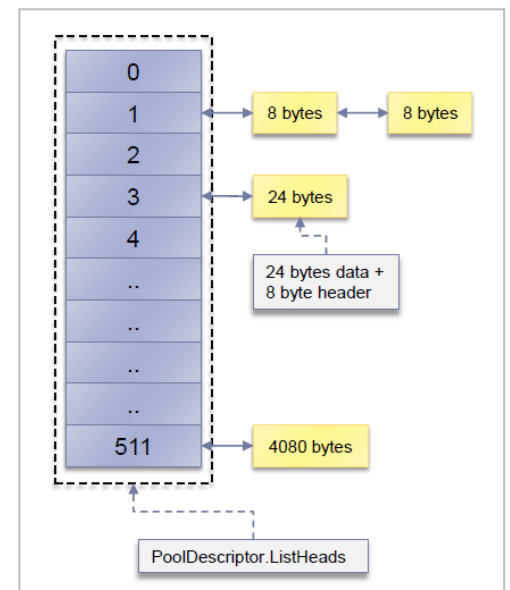 0
1
8 bytes
8 bytes
2
3
24 bytes
4
24 bytes data +
8 byte header
..
..
..
..
511
4080 bytes
PoolDescriptor.ListHeads